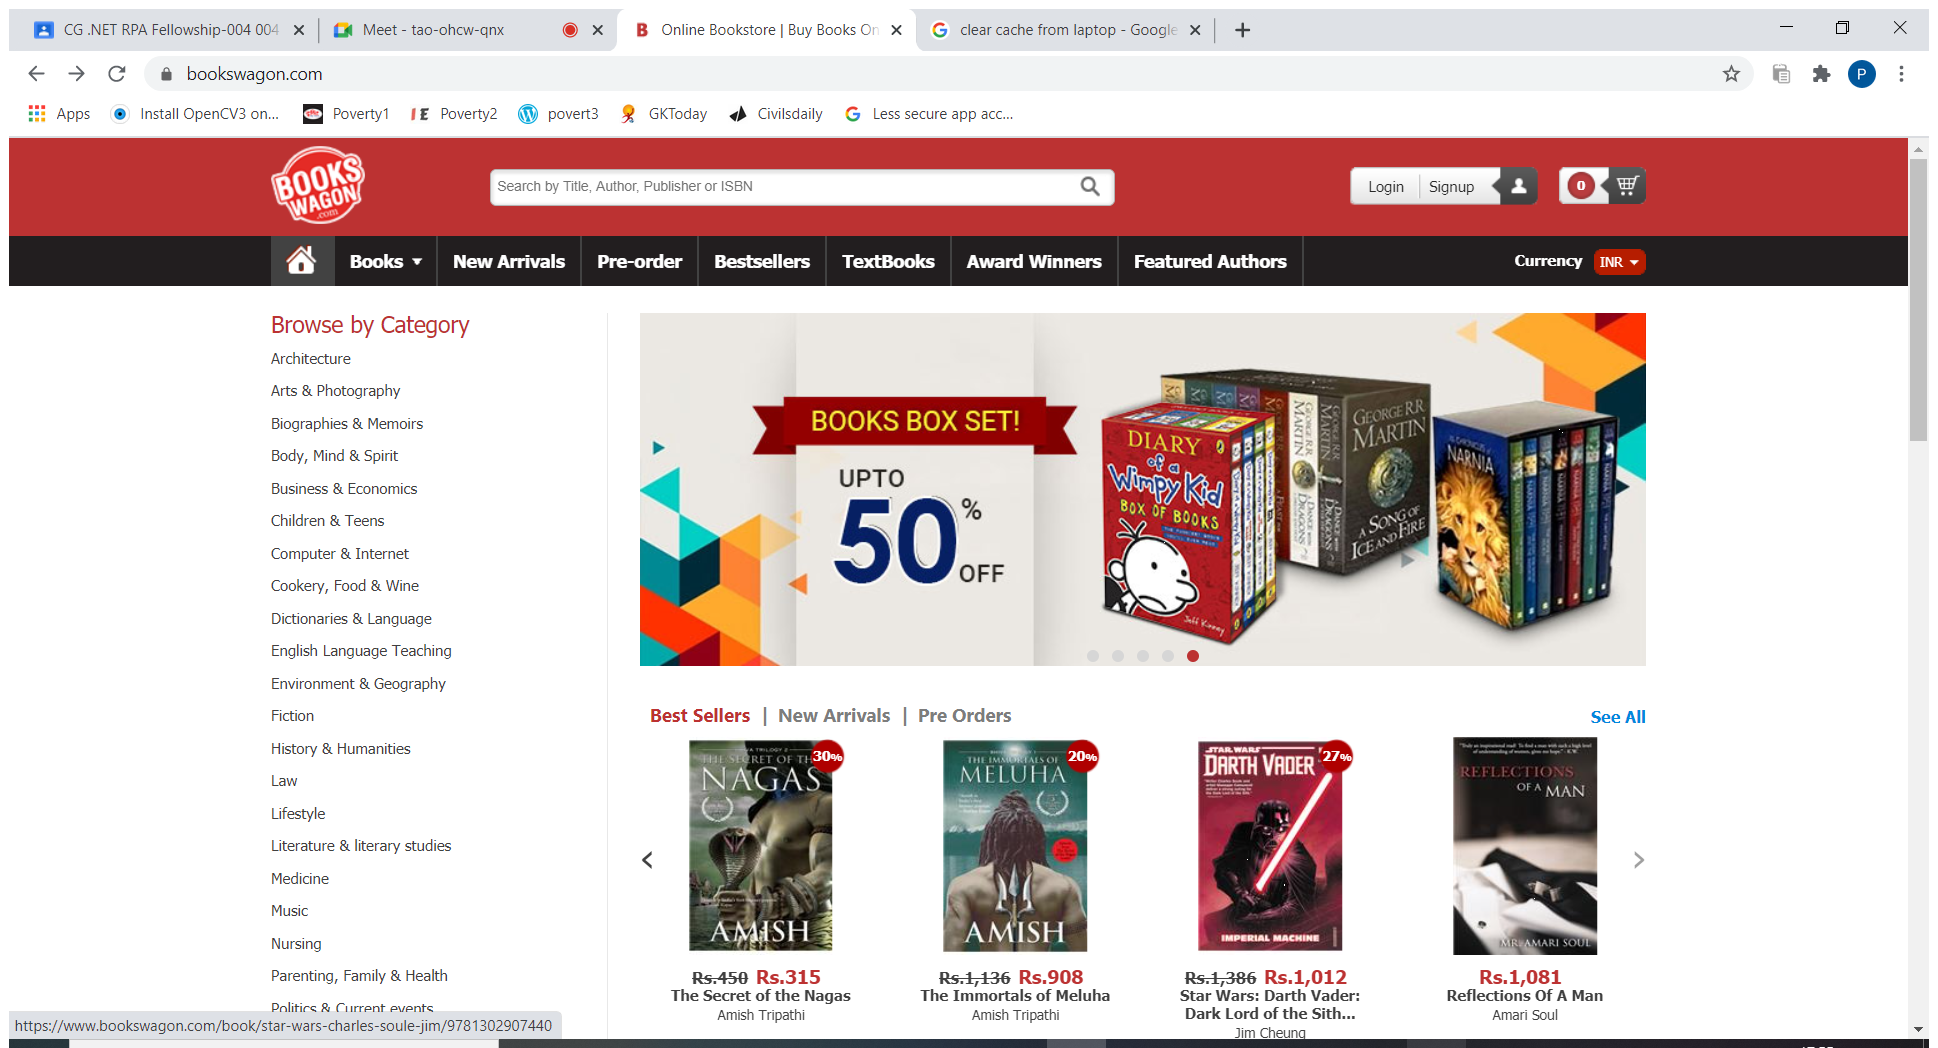 CG .NET RPA Fellowship-004 004
Meet - tao-ohcw-qnx
Online Bookstore | Buy Books On
clear cache from laptop - Google
bookswagon.com
P
Apps
Install OpenCV3 on...
Poverty1
Poverty2
povert3
GKToday
Civilsdaily
Less secure app acc...
BOOKS
WAGON
.com
Search by Title, Author, Publisher or ISBN
Login
Signup
0
Books
New Arrivals
Pre-order
Bestsellers
TextBooks
Award Winners
Featured Authors
Currency
INR
Browse by Category
Architecture
Arts & Photography
Biographies & Memoirs
Body, Mind & Spirit
Business & Economics
Children & Teens
Computer & Internet
Cookery, Food & Wine
Dictionaries & Language
English Language Teaching
Environment & Geography
Fiction
History & Humanities
Law
Lifestyle
Literature & literary studies
Medicine
Music
Nursing
Parenting, Family & Health
Politics & Current events
https://www.bookswagon.com/book/star-wars-charles-soule-jim/9781302907440
BOOKS BOX SET!
UPTO
50%
OFF
DIARY
of a
Wimpy Kid
BOX OF BOOKS
Jeff Kinney
GEORGE R.R.
MARTIN
A SONG OF
ICE AND FIRE
NARNIA
Best Sellers | New Arrivals | Pre Orders
See All
THE SECRET OF THE
NAGAS
30%
AMISH
THE IMMORTALS OF
MELUHA
20%
AMISH
STAR WARS
DARTH VADER
27%
IMPERIAL MACHINE
REFLECTIONS
OF A MAN
MR. AMARI SOUL
Rs.450 Rs.315
The Secret of the Nagas
Amish Tripathi
Rs.1,136 Rs.908
The Immortals of Meluha
Amish Tripathi
Rs.1,386 Rs.1,012
Star Wars: Darth Vader:
Dark Lord of the Sith...
Jim Cheung
Rs.1,081
Reflections Of A Man
Amari Soul